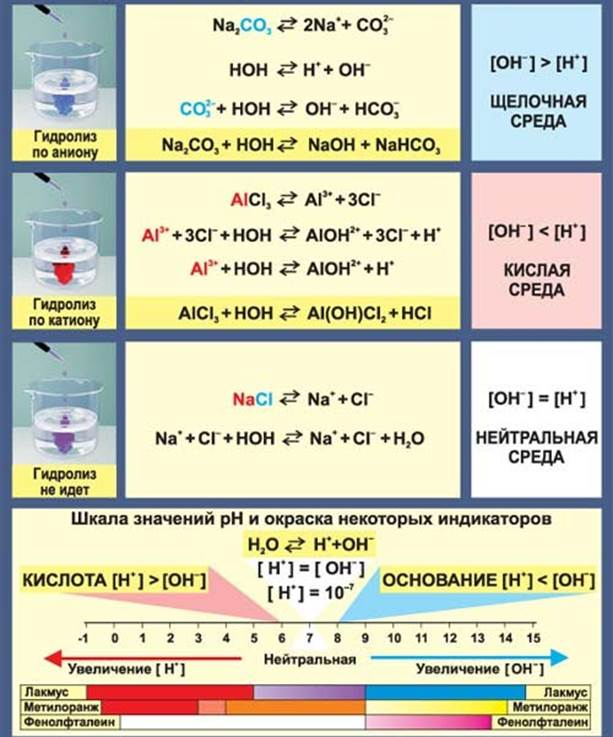 Na₂CO₃ ⇄ 2Na⁺ + CO₃²⁻
HOH ⇄ H⁺ + OH⁻
CO₃²⁻ + HOH ⇄ OH⁻ + HCO₃⁻
Na₂CO₃ + HOH ⇄ NaOH + NaHCO₃
Гидролиз
по аниону
[OH⁻] > [H⁺]
ЩЕЛОЧНАЯ
СРЕДА
AlCl₃ ⇄ Al³⁺ + 3Cl⁻
Al³⁺ + 3Cl⁻ + HOH ⇄ AlOH²⁺ + 3Cl⁻ + H⁺
Al³⁺ + HOH ⇄ AlOH²⁺ + H⁺
AlCl₃ + HOH ⇄ Al(OH)Cl₂ + HCl
Гидролиз
по катиону
[OH⁻] < [H⁺]
КИСЛАЯ
СРЕДА
NaCl ⇄ Na⁺ + Cl⁻
Na⁺ + Cl⁻ + HOH ⇄ Na⁺ + Cl⁻ + H₂O
Гидролиз
не идет
[OH⁻] = [H⁺]
НЕЙТРАЛЬНАЯ
СРЕДА
Шкала значений pH и окраска некоторых индикаторов
H₂O ⇄ H⁺+OH⁻
[ H⁺] = [ OH⁻]
[ H⁺] = 10⁻⁷
КИСЛОТА [H⁺] > [OH⁻]
ОСНОВАНИЕ [H⁺] < [OH⁻]
-1 0 1 2 3 4 5 6 7 8 9 10 11 12 13 14 15
Увеличение [ H⁺] Нейтральная Увеличение [ OH⁻]
Лакмус Лакмус
Метилоранж Метилоранж
Фенолфталеин Фенолфталеин